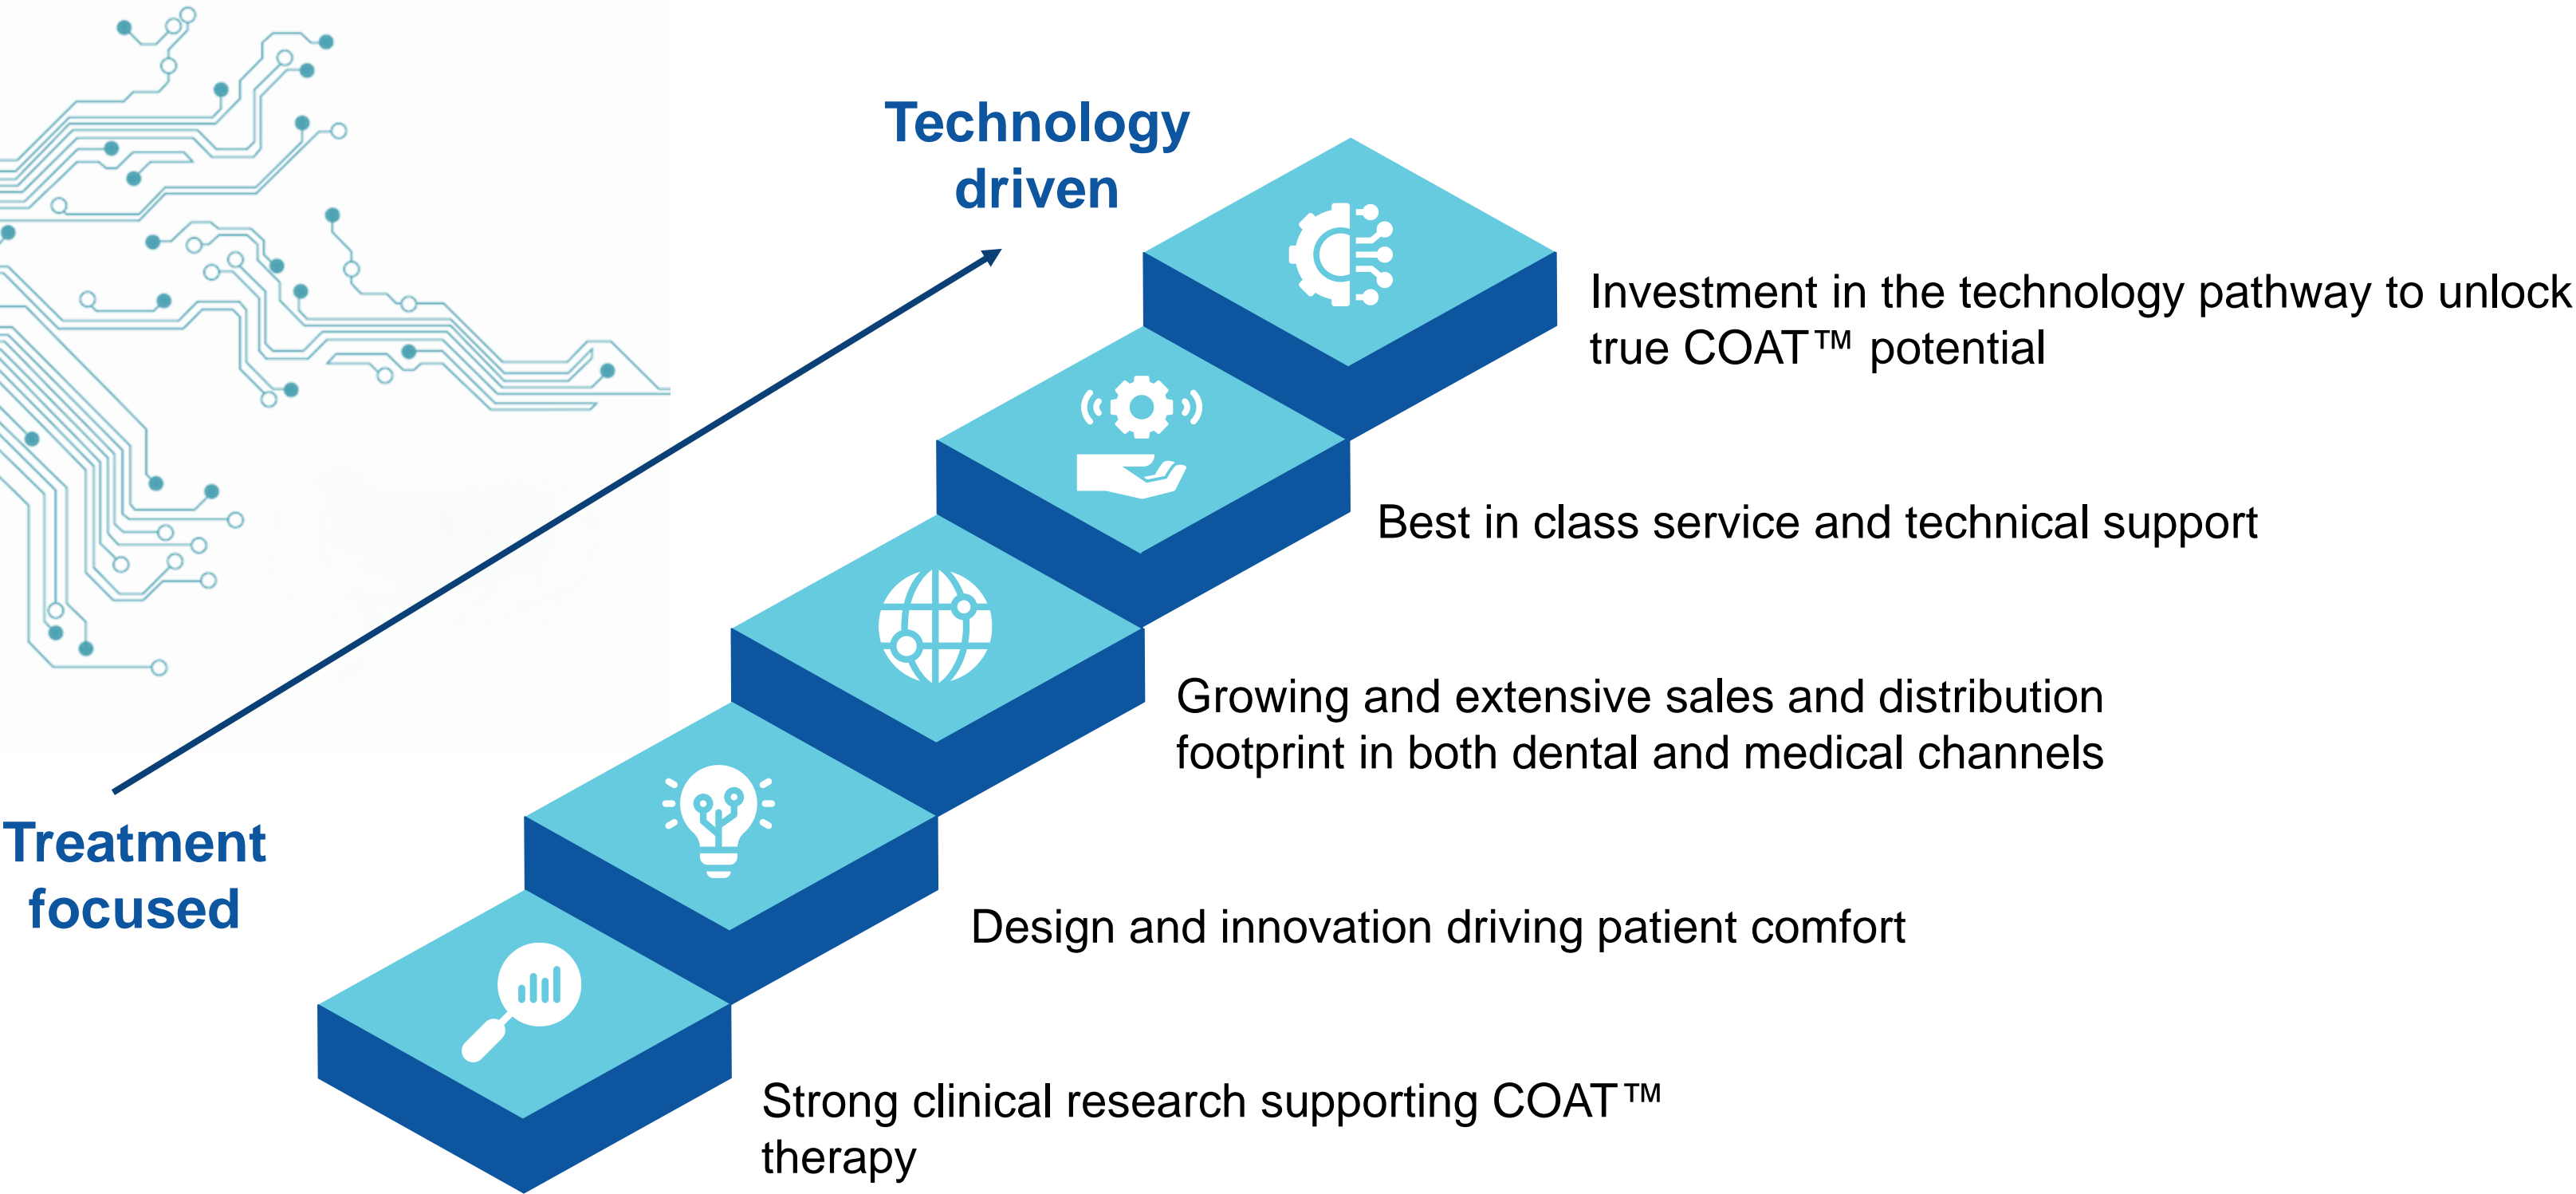 Technology
driven
Investment in the technology pathway to unlock
true COAT™ potential
Best in class service and technical support
Growing and extensive sales and distribution
footprint in both dental and medical channels
Treatment
focused
Design and innovation driving patient comfort
Strong clinical research supporting COAT™
therapy